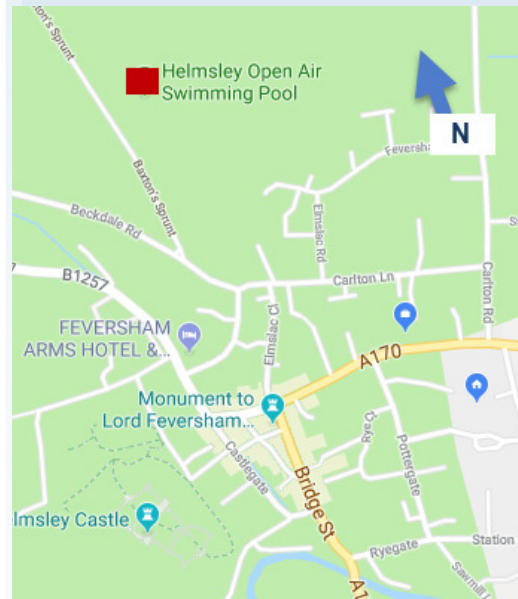 Helmsley Open Air
Swimming Pool
N
Baxton's Sprunt
Baxton's Sprunt
Feversha
Beckdale Rd
Elmslac Rd
B1257
Carlton Ln
Carlton Rd
FEVERSHAM
ARMS HOTEL &...
Elmslac Cl
A170
Monument to
Lord Feversham...
Castlegate
Rye Cl
Pottergate
Bridge St
lmsley Castle
Ryegate
Station
Sawmill
A1